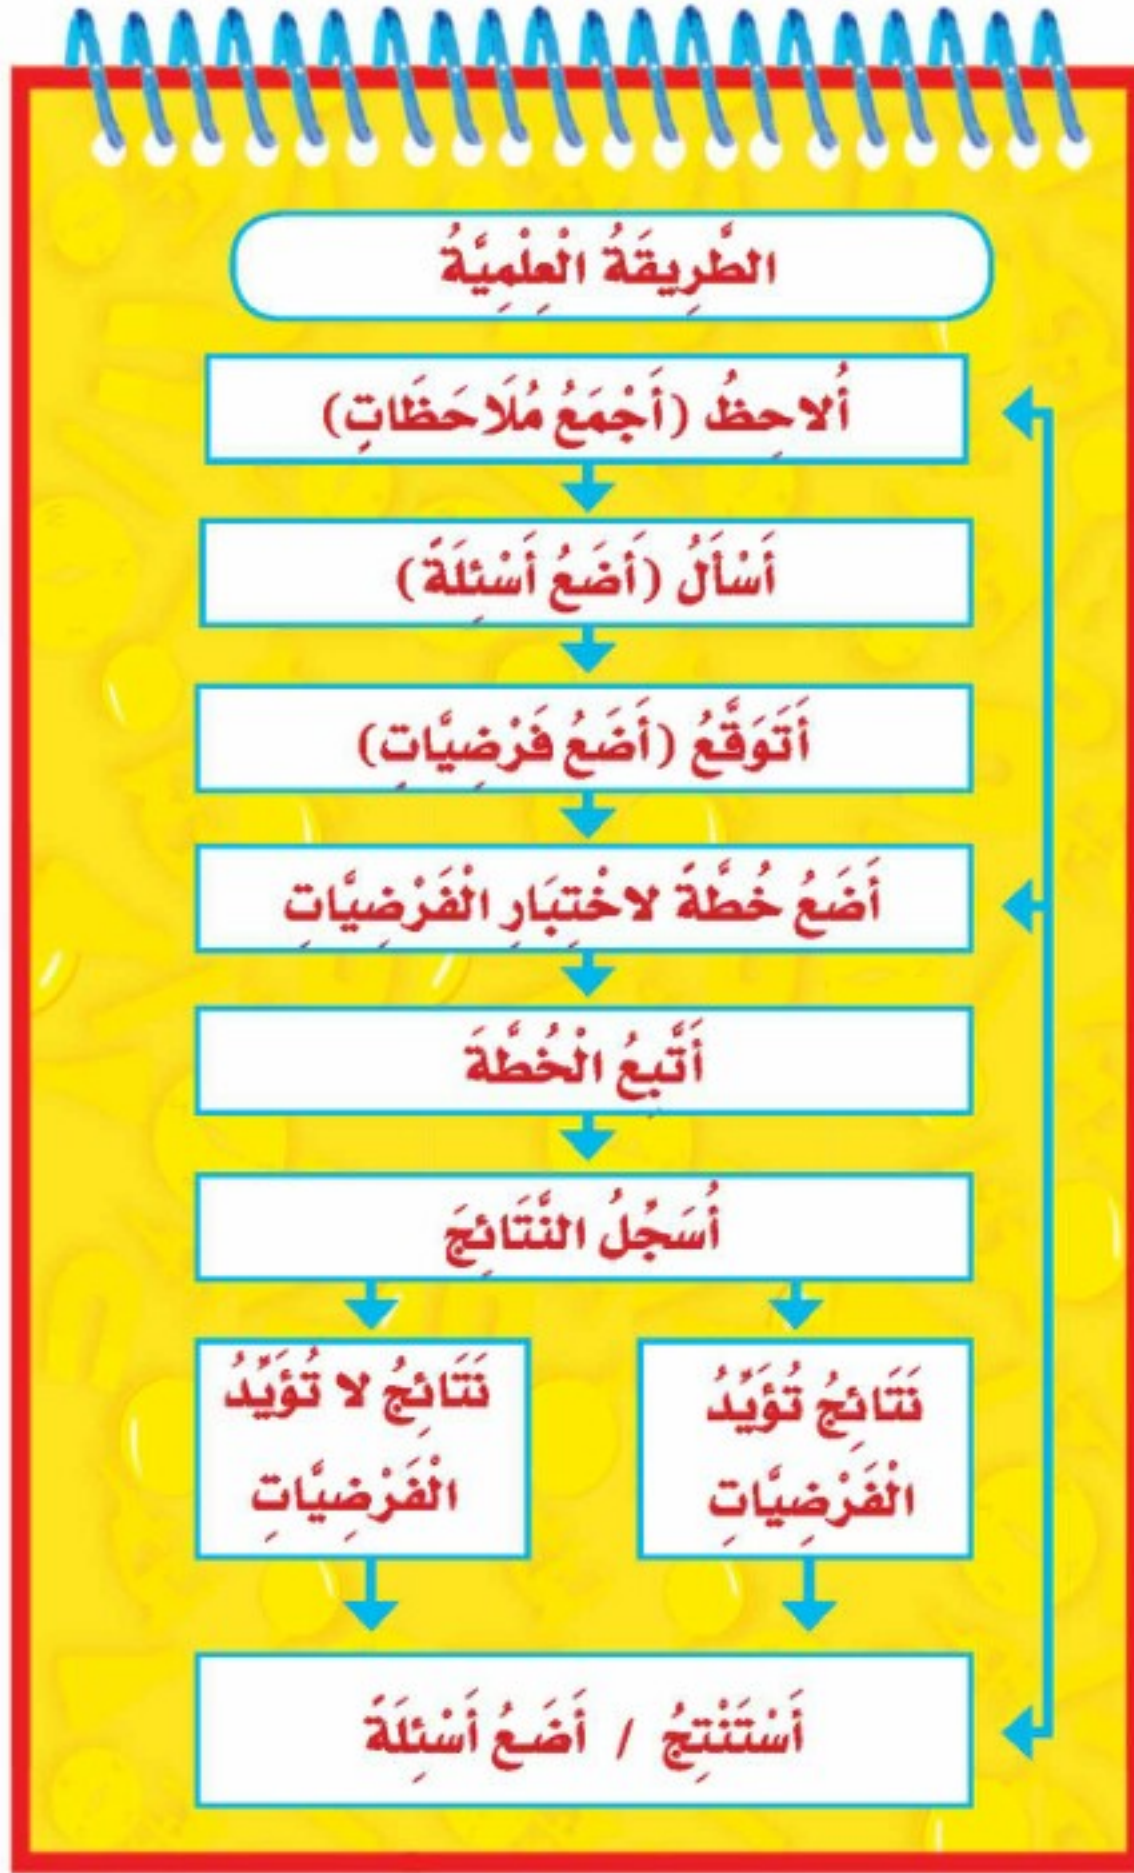 الطَّرِيقَةُ الْعِلْمِيَّةُ
أُلاحِظُ (أَجْمَعُ مُلَاحَظَاتٍ)
أَسْأَلُ (أَضَعُ أَسْئِلَةً)
أَتَوَقَّعُ (أَضَعُ فَرْضِيَّاتٍ)
أَضَعُ خُطَّةً لاخْتِبَارِ الْفَرْضِيَّاتِ
أَتَّبِعُ الْخُطَّةَ
أُسَجِّلُ النَّتَائِجَ
نَتَائِجُ تُؤَيِّدُ
الْفَرْضِيَّاتِ
نَتَائِجُ لا تُؤَيِّدُ
الْفَرْضِيَّاتِ
أَسْتَنْتِجُ / أَضَعُ أَسْئِلَةً